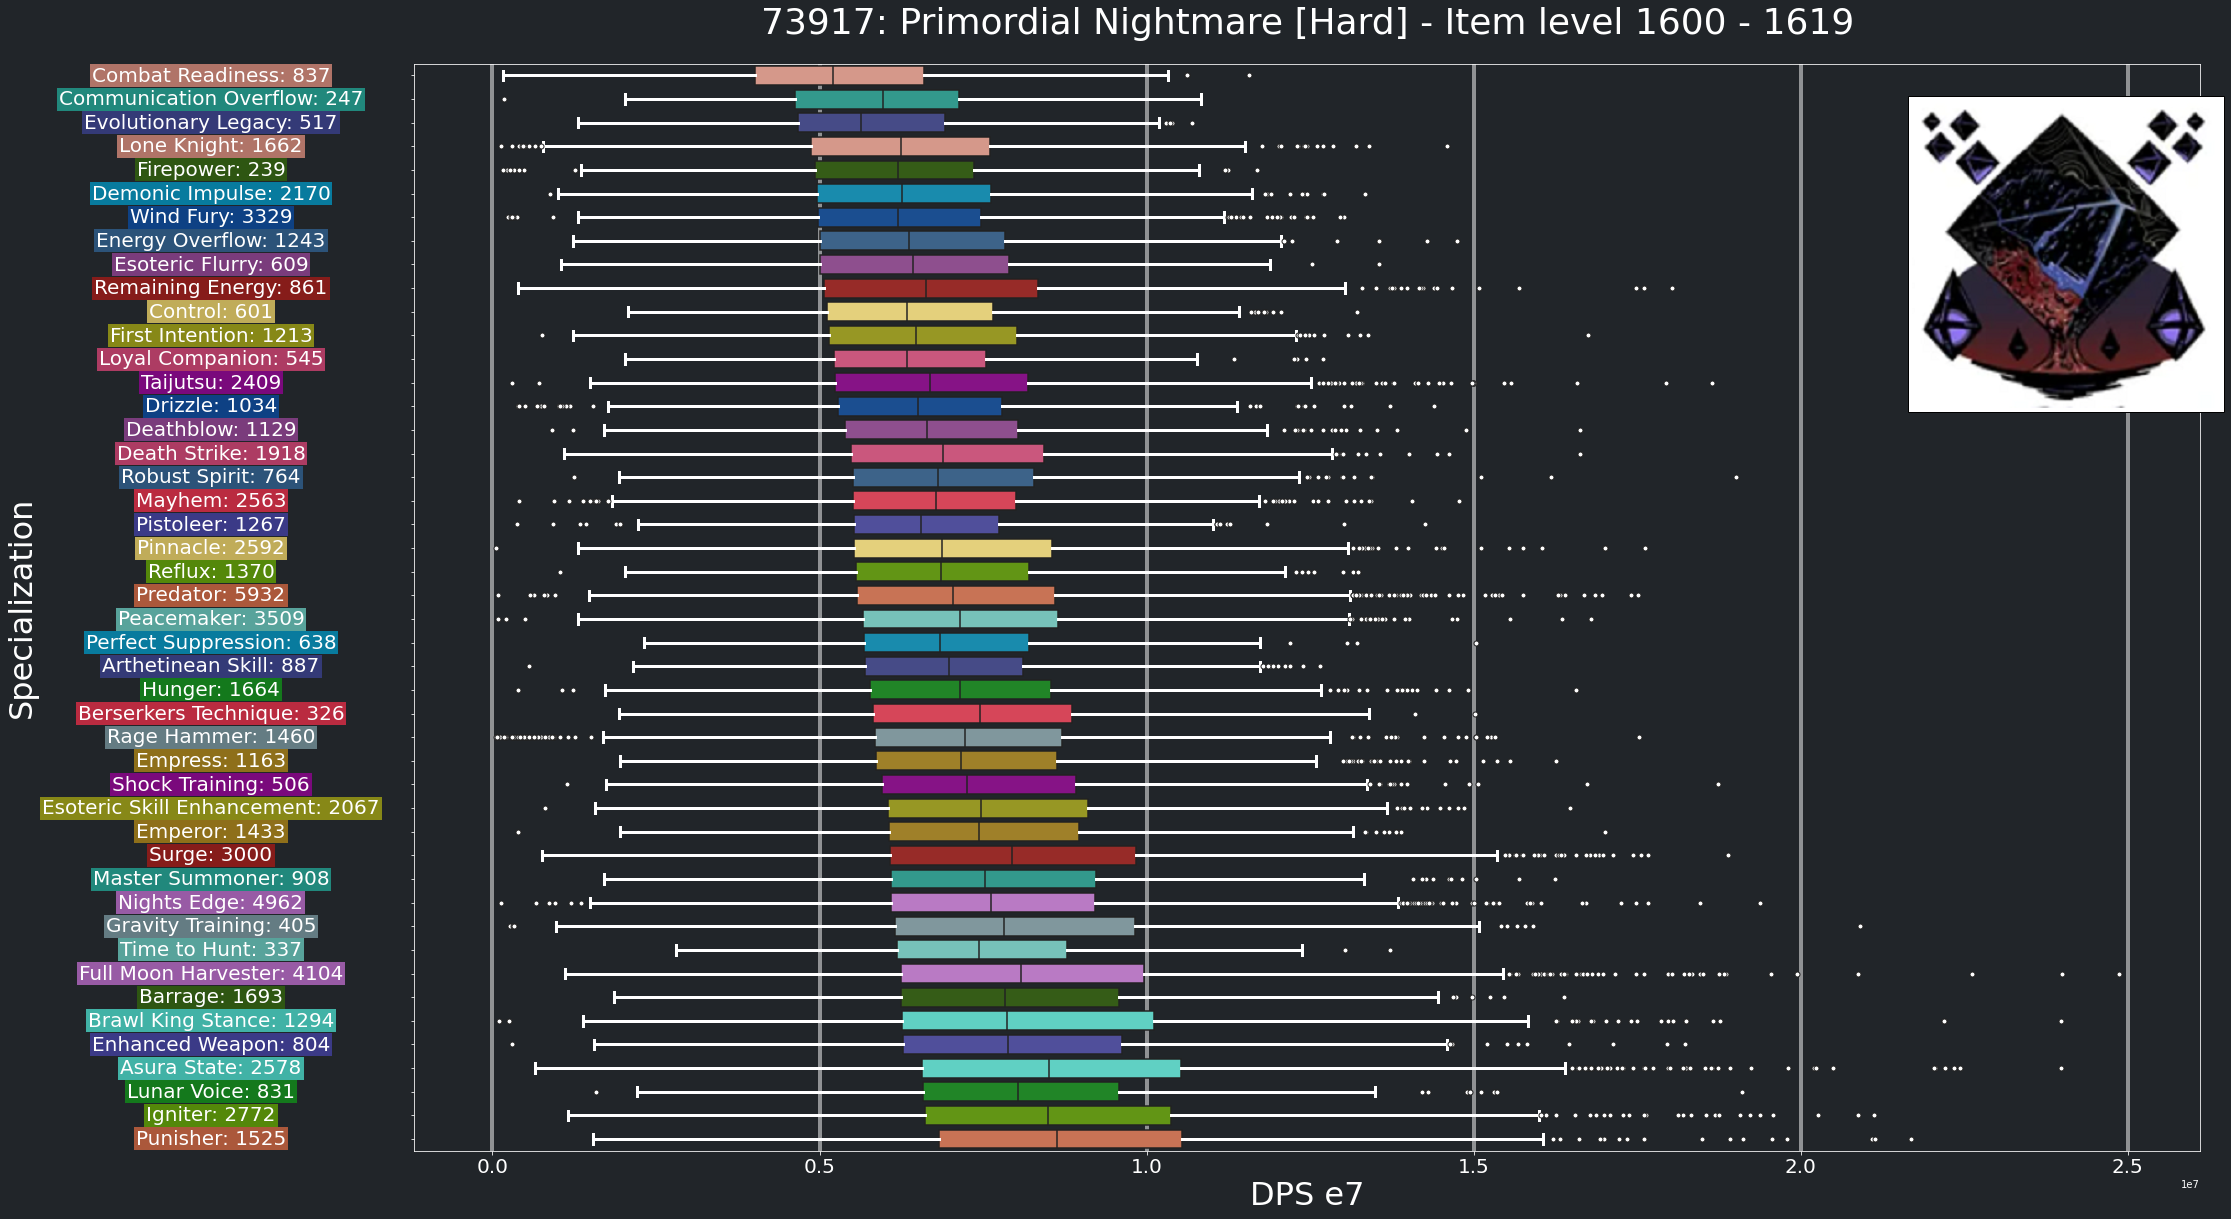 73917: Primordial Nightmare [Hard] - Item level 1600 - 1619
Combat Readiness: 837
Communication Overflow: 247
Evolutionary Legacy: 517
Lone Knight: 1662
Firepower: 239
Demonic Impulse: 2170
Wind Fury: 3329
Energy Overflow: 1243
Esoteric Flurry: 609
Remaining Energy: 861
Control: 601
First Intention: 1213
Loyal Companion: 545
Taijutsu: 2409
Drizzle: 1034
Deathblow: 1129
Death Strike: 1918
Robust Spirit: 764
Mayhem: 2563
Pistoleer: 1267
Pinnacle: 2592
Reflux: 1370
Predator: 5932
Peacemaker: 3509
Perfect Suppression: 638
Arthetinean Skill: 887
Hunger: 1664
Berserkers Technique: 326
Rage Hammer: 1460
Empress: 1163
Shock Training: 506
Esoteric Skill Enhancement: 2067
Emperor: 1433
Surge: 3000
Master Summoner: 908
Nights Edge: 4962
Gravity Training: 405
Time to Hunt: 337
Full Moon Harvester: 4104
Barrage: 1693
Brawl King Stance: 1294
Enhanced Weapon: 804
Asura State: 2578
Lunar Voice: 831
Igniter: 2772
Punisher: 1525
Specialization
0.0 0.5 1.0 1.5 2.0 2.5
DPS e7
1e7